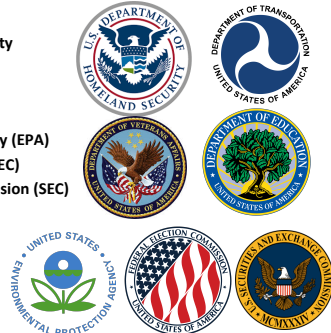 ty
U.S. DEPARTMENT OF
HOMELAND SECURITY
DEPARTMENT OF TRANSPORTATION
UNITED STATES OF AMERICA
y (EPA)
EC)
sion (SEC)
DEPARTMENT OF VETERANS AFFAIRS
UNITED STATES OF AMERICA
DEPARTMENT OF EDUCATION
UNITED STATES OF AMERICA
UNITED STATES
ENVIRONMENTAL PROTECTION AGENCY
FEDERAL ELECTION COMMISSION
UNITED STATES OF AMERICA
U.S. SECURITIES AND EXCHANGE COMMISSION
MCMXXXIV